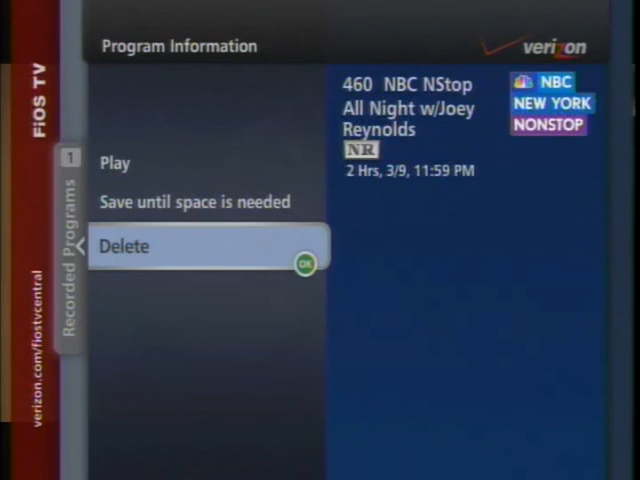 Program Information
verizon
FiOS TV
460 NBC NStop
All Night w/Joey
Reynolds
NR
2 Hrs, 3/9, 11:59 PM
NBC
NEW YORK
NONSTOP
1
Recorded Programs
Play
Save until space is needed
Delete
OK
verizon.com/fiostvcentral